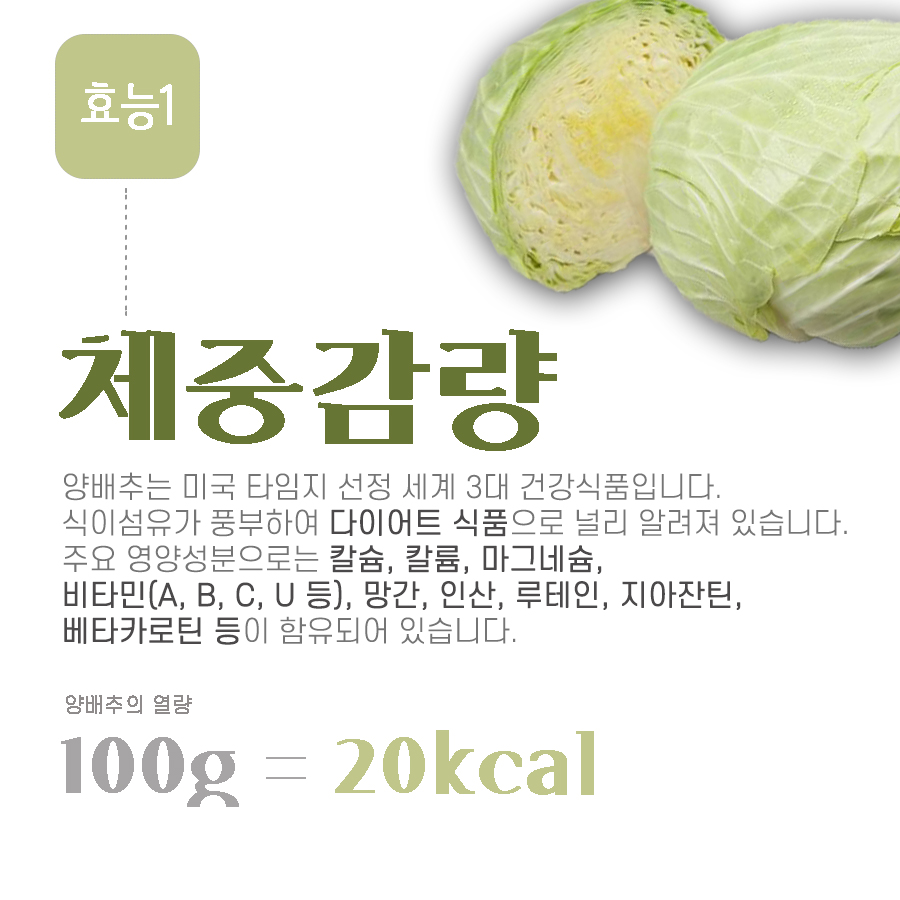 효능1
체중감량
양배추는 미국 타임지 선정 세계 3대 건강식품입니다.
식이섬유가 풍부하여 다이어트 식품으로 널리 알려져 있습니다.
주요 영양성분으로는 칼슘, 칼륨, 마그네슘,
비타민(A, B, C, U 등), 망간, 인산, 루테인, 지아잔틴,
베타카로틴 등이 함유되어 있습니다.
양배추의 열량
100g = 20kcal